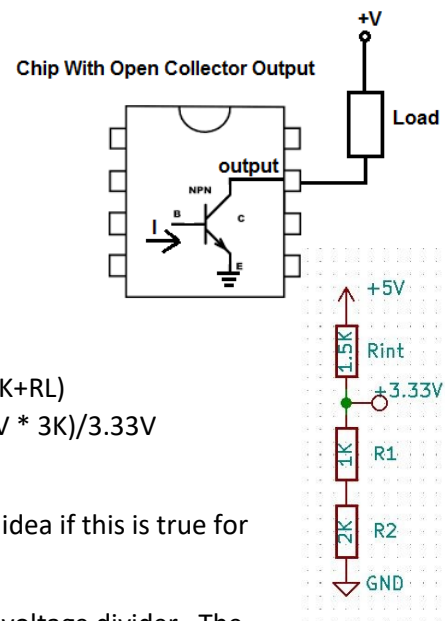 +V
Chip With Open Collector Output
Load
output
NPN
B
C
I
E
+5V
1.5K Rint
+3.33V
K+RL)
V * 3K)/3.33V
1K R1
idea if this is true for
2K R2
GND
voltage divider. The